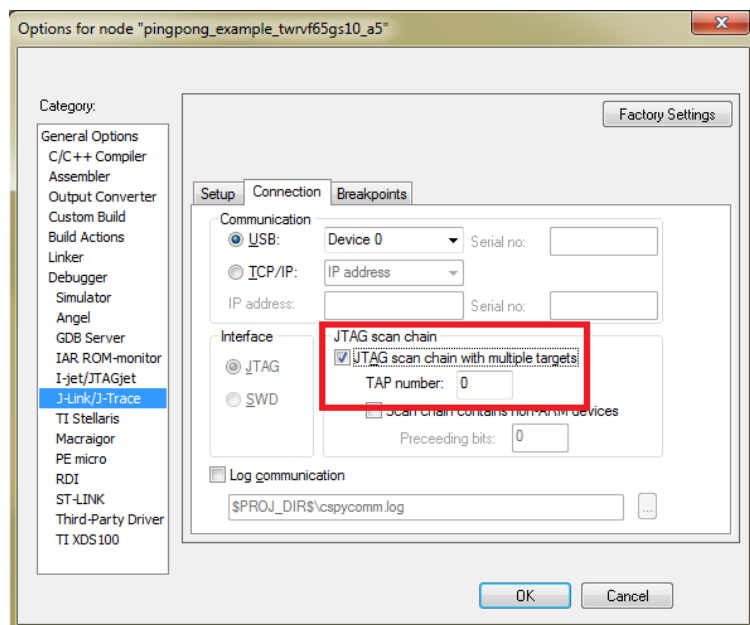 Options for node "pingpong_example_twrvf65gs10_a5"
Category:
Factory Settings
General Options
C/C++ Compiler
Assembler
Output Converter
Custom Build
Build Actions
Linker
Debugger
Simulator
Angel
GDB Server
IAR ROM-monitor
I-jet/JTAGjet
J-Link/J-Trace
TI Stellaris
Macraigor
PE micro
RDI
ST-LINK
Third-Party Driver
TI XDS100
Setup Connection Breakpoints
Communication
USB: Device 0 Serial no:
TCP/IP: IP address
IP address: Serial no:
Interface
JTAG
SWD
JTAG scan chain
JTAG scan chain with multiple targets
TAP number: 0
Scan chain contains non-ARM devices
Preceeding bits: 0
Log communication
$PROJ_DIR$\cspycomm.log ...
OK Cancel